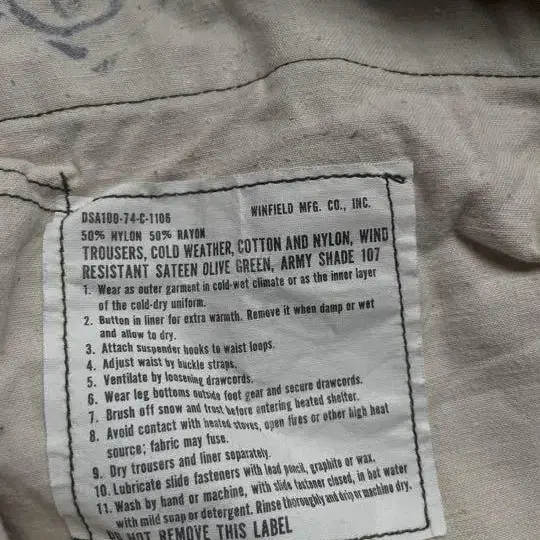 DSA100-74-C-1106 WINFIELD MFG. CO., INC.
50% NYLON 50% RAYON
TROUSERS, COLD WEATHER, COTTON AND NYLON, WIND
RESISTANT SATEEN OLIVE GREEN, ARMY SHADE 107
1. Wear as outer garment in cold-wet climate or as the inner layer
of the cold-dry uniform.
2. Button in liner for extra warmth. Remove it when damp or wet
and allow to dry.
3. Attach suspender hooks to waist loops.
4. Adjust waist by buckle straps.
5. Ventilate by loosening drawcords.
6. Wear leg bottoms outside foot gear and secure drawcords.
7. Brush off snow and frost before entering heated shelter.
8. Avoid contact with heated stoves, open fires or other high heat
source; fabric may fuse.
9. Dry trousers and liner separately.
10. Lubricate slide fasteners with lead pencil, graphite or wax.
11. Wash by hand or machine, with slide fastener closed, in hot water
with mild soap or detergent. Rinse thoroughly and drip or machine dry.
DO NOT REMOVE THIS LABEL